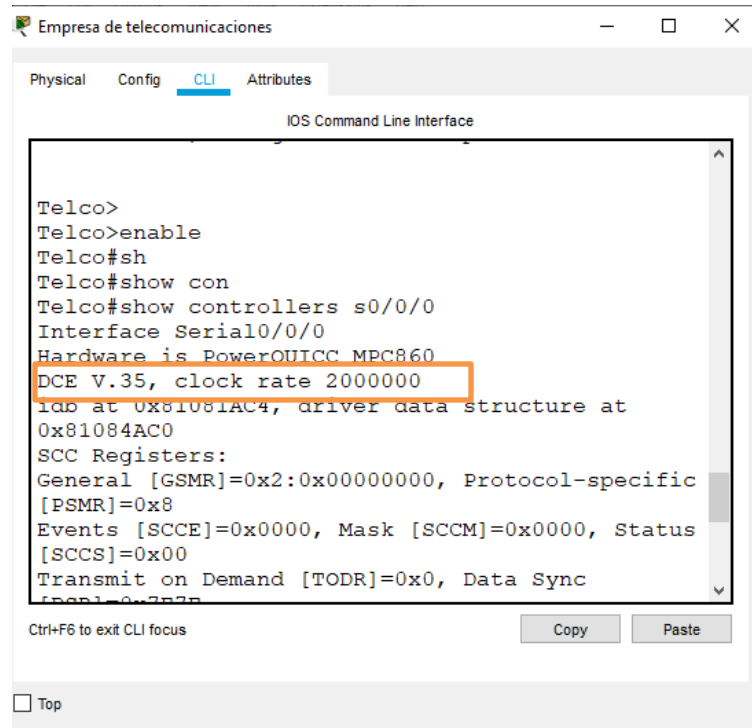 Empresa de telecomunicaciones
Physical Config CLI Attributes
IOS Command Line Interface
Telco>
Telco>enable
Telco#sh
Telco#show con
Telco#show controllers s0/0/0
Interface Serial0/0/0
Hardware is PowerQUICC MPC860
DCE V.35, clock rate 2000000
idb at 0x81081AC4, driver data structure at
0x81084AC0
SCC Registers:
General [GSMR]=0x2:0x00000000, Protocol-specific
[PSMR]=0x8
Events [SCCE]=0x0000, Mask [SCCM]=0x0000, Status
[SCCS]=0x00
Transmit on Demand [TODR]=0x0, Data Sync
Ctrl+F6 to exit CLI focus
Copy Paste
Top